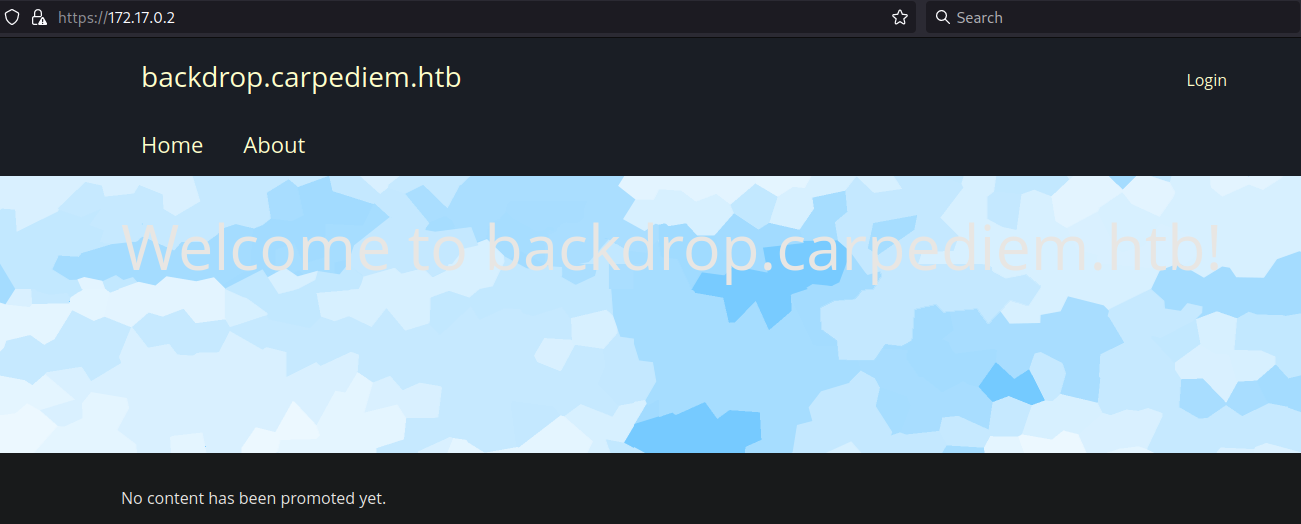 https://172.17.0.2
Search
backdrop.carpediem.htb
Login
Home About
Welcome to backdrop.carpediem.htb!
No content has been promoted yet.